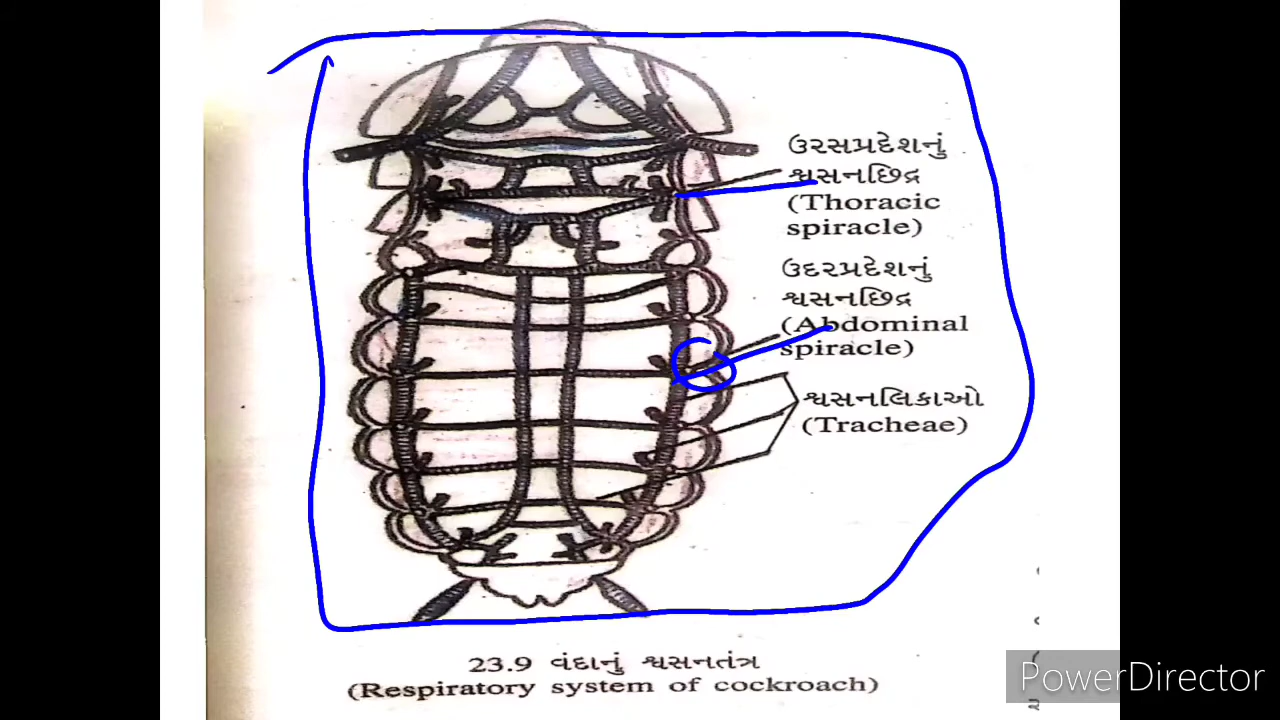 ઉરસપ્રદેશનું
શ્વસનછિદ્ર
(Thoracic
spiracle)
ઉદરપ્રદેશનું
શ્વસનછિદ્ર
(Abdominal
spiracle)
શ્વસનલિકાઓ
(Tracheae)
23.9 વંદાનું શ્વસનતંત્ર
(Respiratory system of cockroach)
PowerDirector